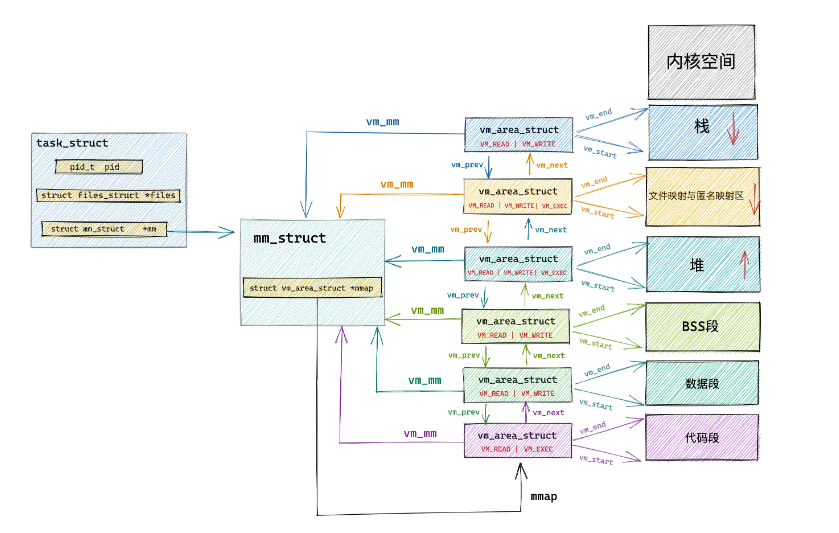 内核空间
vm_mm
vm_area_struct
VM_READ | VM_WRITE
vm_end
vm_start
栈
task_struct
pid_t pid
struct files_struct *files
struct mm_struct *mm
vm_prev
vm_next
vm_mm
vm_area_struct
VM_READ | VM_WRITE| VM_EXEC
vm_end
vm_start
文件映射与匿名映射区
vm_prev
vm_next
mm_struct
struct vm_area_struct *mmap
vm_mm
vm_area_struct
VM_READ | VM_WRITE| VM_EXEC
vm_end
vm_start
堆
vm_prev
vm_next
vm_mm
vm_area_struct
VM_READ | VM_WRITE
vm_end
vm_start
BSS段
vm_prev
vm_next
vm_mm
vm_area_struct
VM_READ | VM_WRITE
vm_end
vm_start
数据段
vm_prev
vm_next
vm_mm
vm_area_struct
VM_READ | VM_EXEC
vm_end
vm_start
代码段
mmap